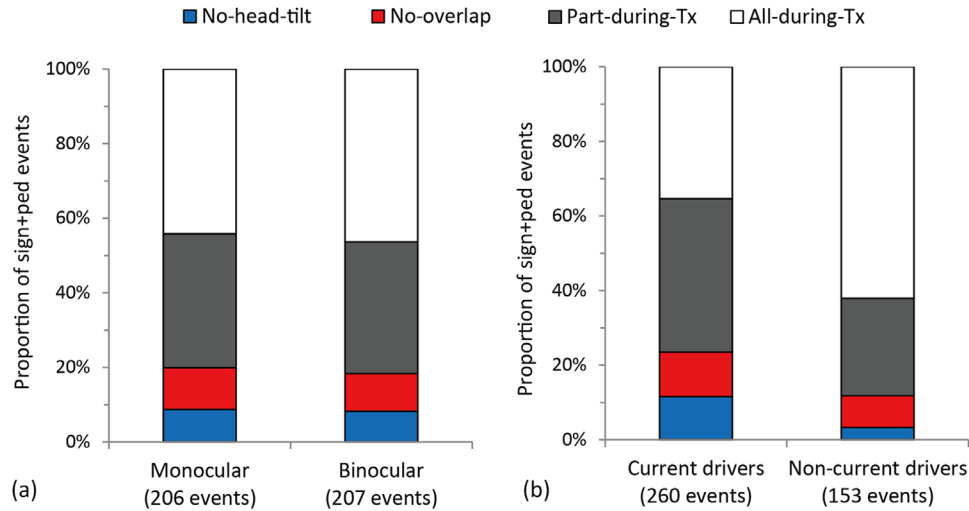 No-head-tilt No-overlap Part-during-Tx All-during-Tx
Proportion of sign+ped events
100%
80%
60%
40%
20%
0%
Monocular Binocular
(206 events) (207 events)
(a)
Proportion of sign+ped events
100%
80%
60%
40%
20%
0%
Current drivers Non-current drivers
(260 events) (153 events)
(b)